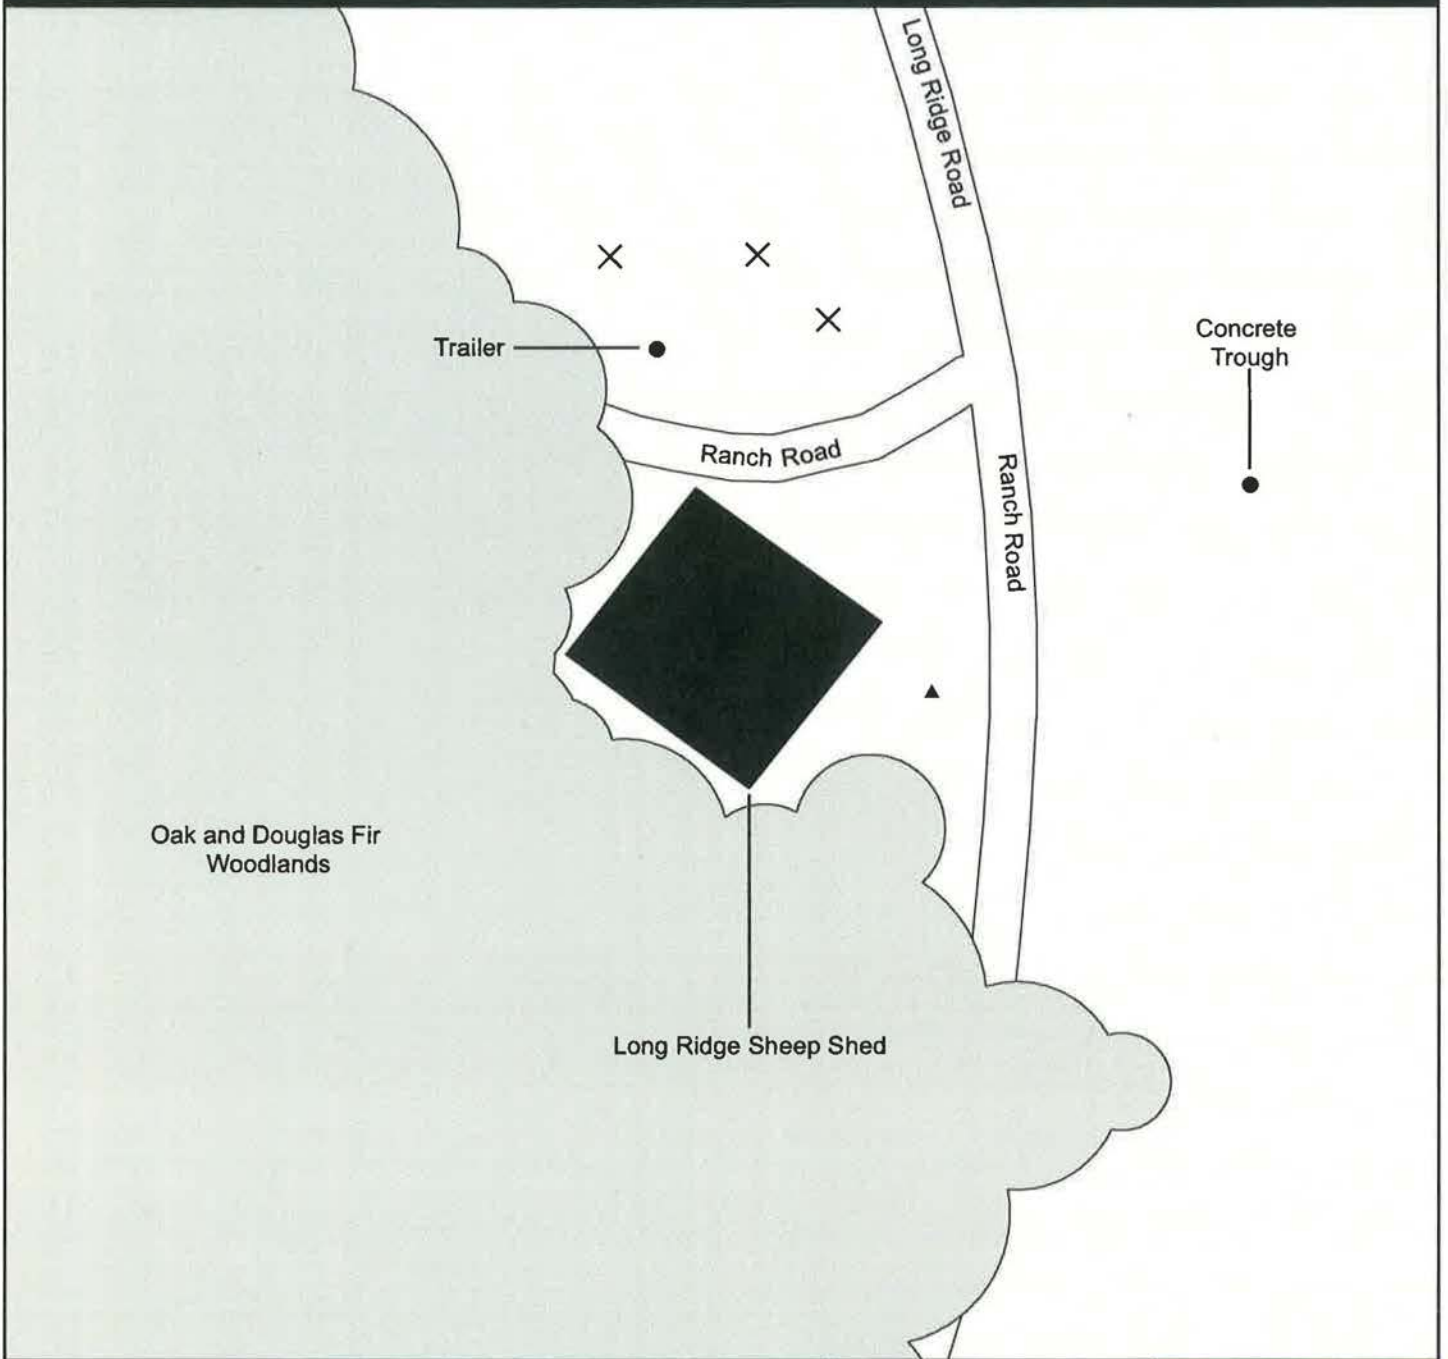 Long Ridge Road
Trailer
Concrete
Trough
Ranch Road
Ranch Road
Oak and Douglas Fir
Woodlands
Long Ridge Sheep Shed